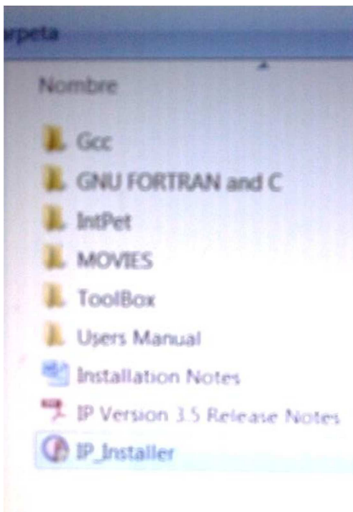 arpeta
Nombre
Gcc
GNU FORTRAN and C
IntPet
MOVIES
ToolBox
Users Manual
Installation Notes
IP Version 3.5 Release Notes
IP_Installer